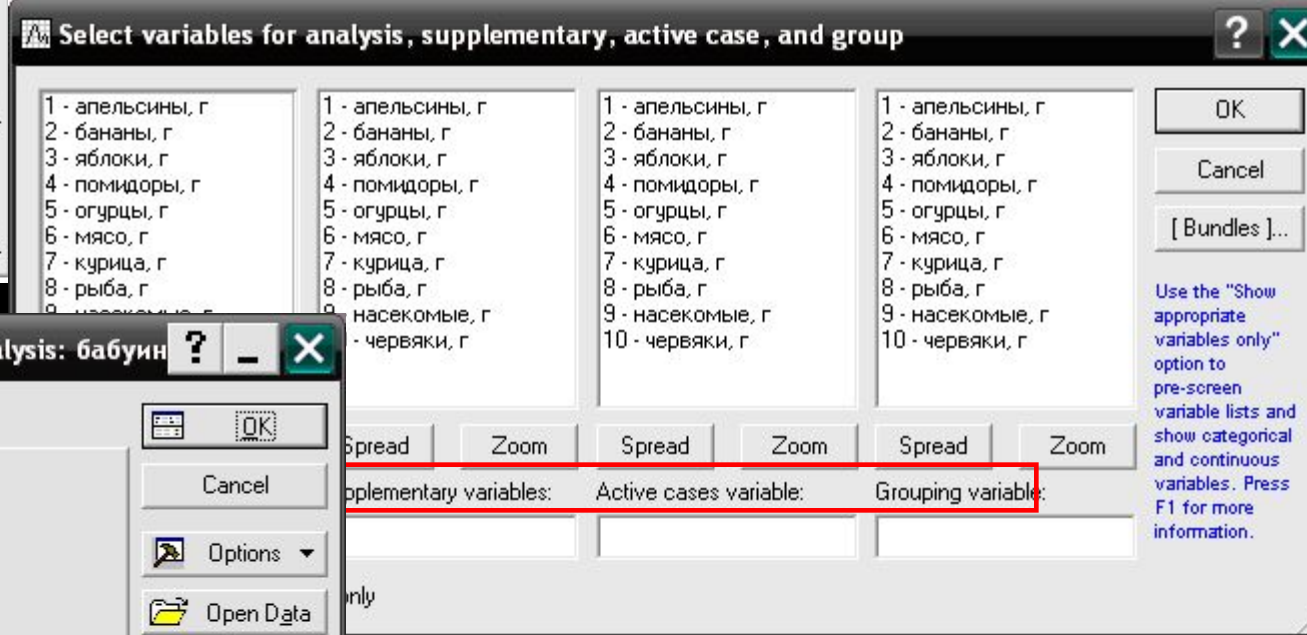 Select variables for analysis, supplementary, active case, and group
1 - апельсины, г
2 - бананы, г
3 - яблоки, г
4 - помидоры, г
5 - огурцы, г
6 - мясо, г
7 - курица, г
8 - рыба, г
1 - апельсины, г
2 - бананы, г
3 - яблоки, г
4 - помидоры, г
5 - огурцы, г
6 - мясо, г
7 - курица, г
8 - рыба, г
9 - насекомые, г
- червяки, г
1 - апельсины, г
2 - бананы, г
3 - яблоки, г
4 - помидоры, г
5 - огурцы, г
6 - мясо, г
7 - курица, г
8 - рыба, г
9 - насекомые, г
10 - червяки, г
1 - апельсины, г
2 - бананы, г
3 - яблоки, г
4 - помидоры, г
5 - огурцы, г
6 - мясо, г
7 - курица, г
8 - рыба, г
9 - насекомые, г
10 - червяки, г
OK
Cancel
[ Bundles ]...
Use the "Show
appropriate
variables only"
option to
pre-screen
variable lists and
show categorical
and continuous
variables. Press
F1 for more
information.
Spread Zoom Spread Zoom Spread Zoom
pplementary variables: Active cases variable: Grouping variable:
only
lysis: бабуин
OK
Cancel
Options
Open Data